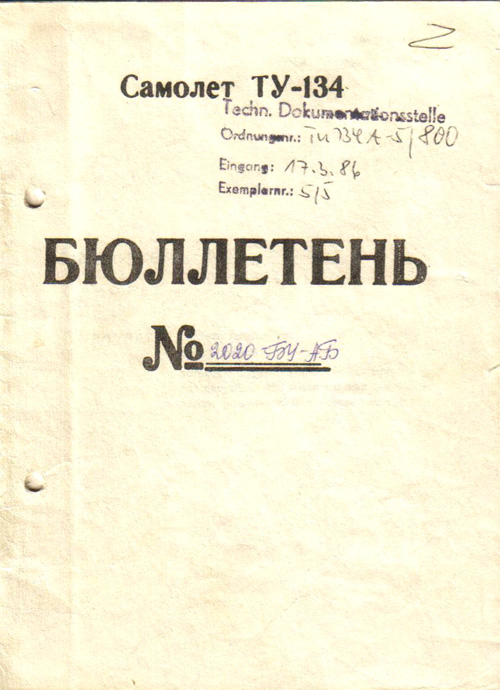 Z
Самолет ТУ-134
Techn. Dokumentationsstelle
Ordnungsnr.: Tu 134 A-5/800
Eingang: 17.3.86
Exemplarnr.: 5/5
БЮЛЛЕТЕНЬ
№ 2020 БУ-АБ